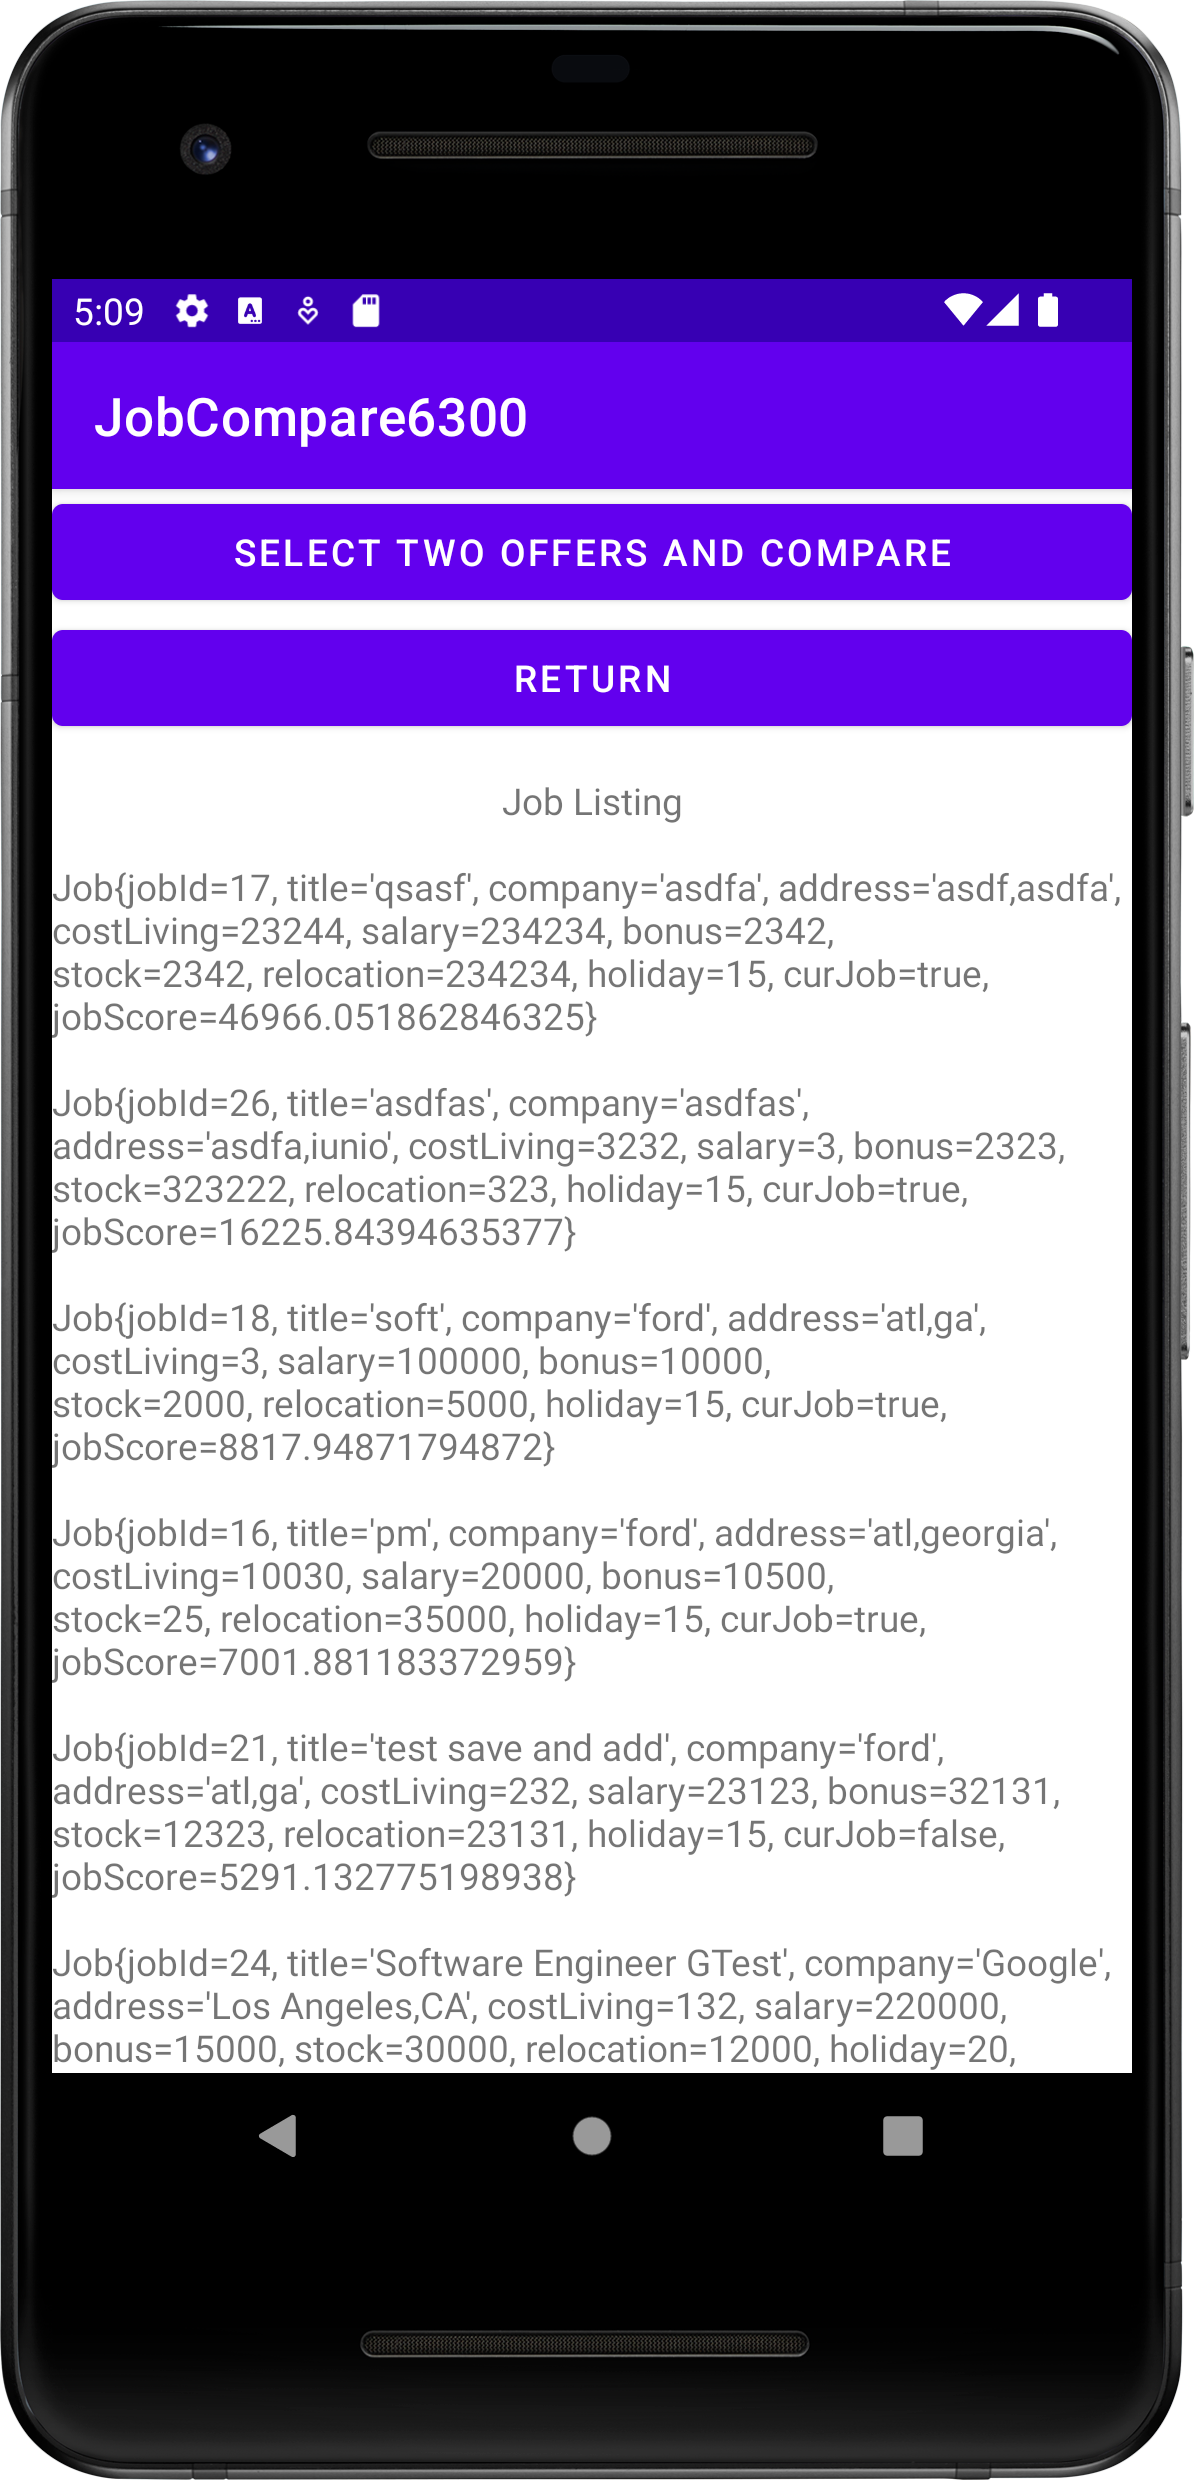 5:09
JobCompare6300
SELECT TWO OFFERS AND COMPARE
RETURN
Job Listing
Job{jobId=17, title='qsasf', company='asdfa', address='asdf,asdfa',
costLiving=23244, salary=234234, bonus=2342,
stock=2342, relocation=234234, holiday=15, curJob=true,
jobScore=46966.051862846325}
Job{jobId=26, title='asdfas', company='asdfas',
address='asdfa,iunio', costLiving=3232, salary=3, bonus=2323,
stock=323222, relocation=323, holiday=15, curJob=true,
jobScore=16225.84394635377}
Job{jobId=18, title='soft', company='ford', address='atl,ga',
costLiving=3, salary=100000, bonus=10000,
stock=2000, relocation=5000, holiday=15, curJob=true,
jobScore=8817.94871794872}
Job{jobId=16, title='pm', company='ford', address='atl,georgia',
costLiving=10030, salary=20000, bonus=10500,
stock=25, relocation=35000, holiday=15, curJob=true,
jobScore=7001.881183372959}
Job{jobId=21, title='test save and add', company='ford',
address='atl,ga', costLiving=232, salary=23123, bonus=32131,
stock=12323, relocation=23131, holiday=15, curJob=false,
jobScore=5291.132775198938}
Job{jobId=24, title='Software Engineer GTest', company='Google',
address='Los Angeles,CA', costLiving=132, salary=220000,
bonus=15000, stock=30000, relocation=12000, holiday=20,